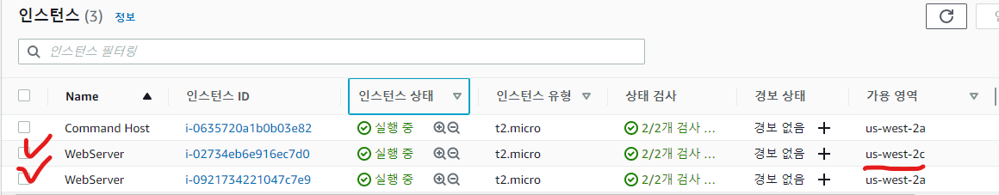 인스턴스 (3) 정보
인스턴스 필터링
Name 인스턴스 ID 인스턴스 상태 인스턴스 유형 상태 검사 경보 상태 가용 영역
Command Host i-0635720a1b0b03e82 실행 중 t2.micro 2/2개 검사 ... 경보 없음 + us-west-2a
WebServer i-02734eb6e916ec7d0 실행 중 t2.micro 2/2개 검사 ... 경보 없음 + us-west-2c
WebServer i-0921734221047c7e9 실행 중 t2.micro 2/2개 검사 ... 경보 없음 + us-west-2a